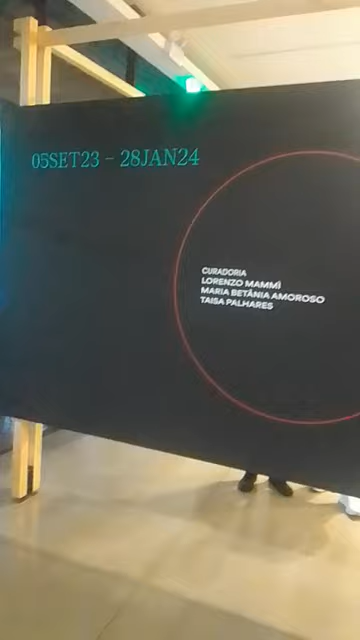 05SET23 - 28JAN24
CURADORIA
LORENZO MAMMÌ
MARIA BETÂNIA AMOROSO
TAISA PALHARES